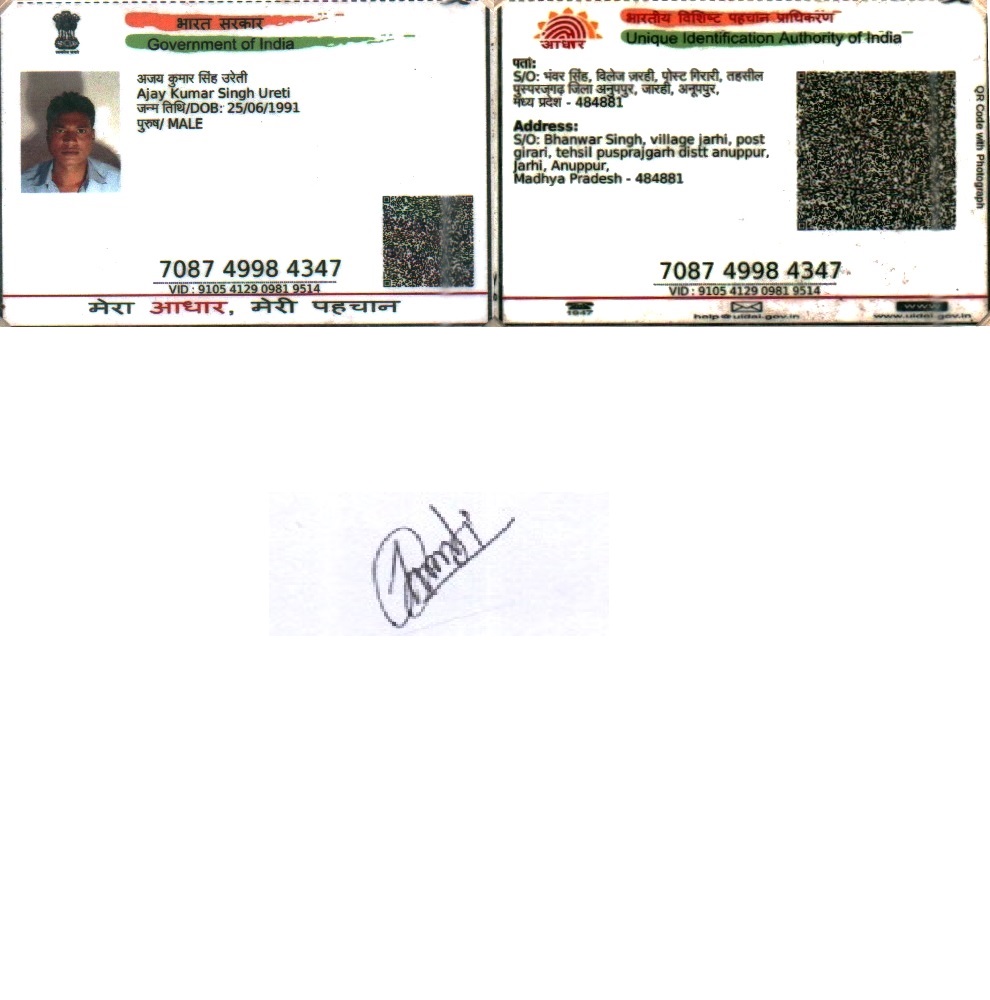 भारत सरकार
Government of India
अजय कुमार सिंह उरेती
Ajay Kumar Singh Ureti
जन्म तिथि/DOB: 25/06/1991
पुरुष/ MALE
7087 4998 4347
VID : 9105 4129 0981 9514
मेरा आधार, मेरी पहचान
भारतीय विशिष्ट पहचान प्राधिकरण
Unique Identification Authority of India
आधार
पता:
S/O: भंवर सिंह, विलेज जरही, पोस्ट गिरारी, तहसील
पुस्परजगढ़ जिला अनुपपुर, जारही, अनूपपुर,
मध्य प्रदेश - 484881
Address:
S/O: Bhanwar Singh, village jarhi, post
girari, tehsil pusprajgarh distt anuppur,
Jarhi, Anuppur,
Madhya Pradesh - 484881
QR Code with Photograph
7087 4998 4347
VID : 9105 4129 0981 9514
1947
help@uidai.gov.in
www.uidai.gov.in